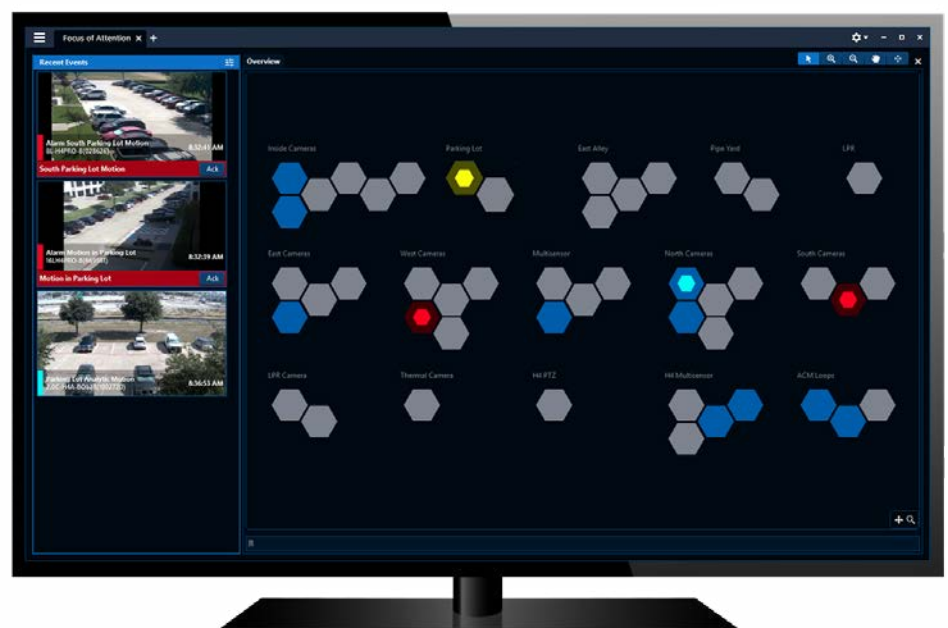 Focus of Attention
Recent Events
Overview
Alarm South Parking Lot Motion
8:52:41 AM
South Parking Lot Motion Ack
Alarm Motion in Parking Lot
8:52:39 AM
Motion in Parking Lot Ack
Parking Lot Analytic Motion
8:36:53 AM
Inside Cameras Parking Lot East Alley Pipe Yard LPR
East Cameras West Cameras Multisensor North Cameras South Cameras
LPR Camera Thermal Camera H4 PTZ H4 Multisensor ACM Loops